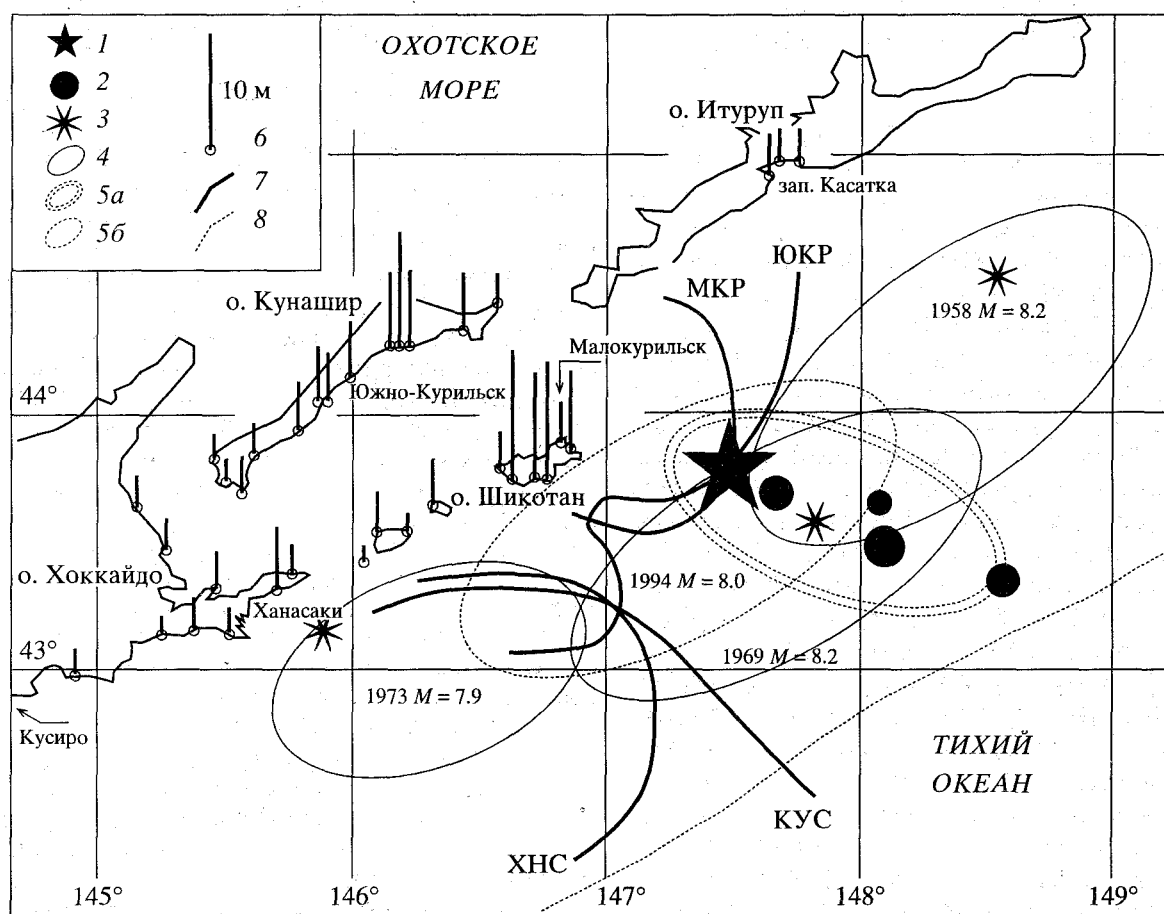 1
2
3
4
5а
5б
10 м
6
7
8
ОХОТСКОЕ
МОРЕ
о. Итуруп
зап. Касатка
ЮКР
МКР
1958 M = 8.2
о. Кунашир
Малокурильск
44°
Южно-Курильск
о. Шикотан
о. Хоккайдо
1994 M = 8.0
Ханасаки
43°
1969 M = 8.2
1973 M = 7.9
Кусиро
ТИХИЙ
ОКЕАН
КУС
ХНС
145°
146°
147°
148°
149°